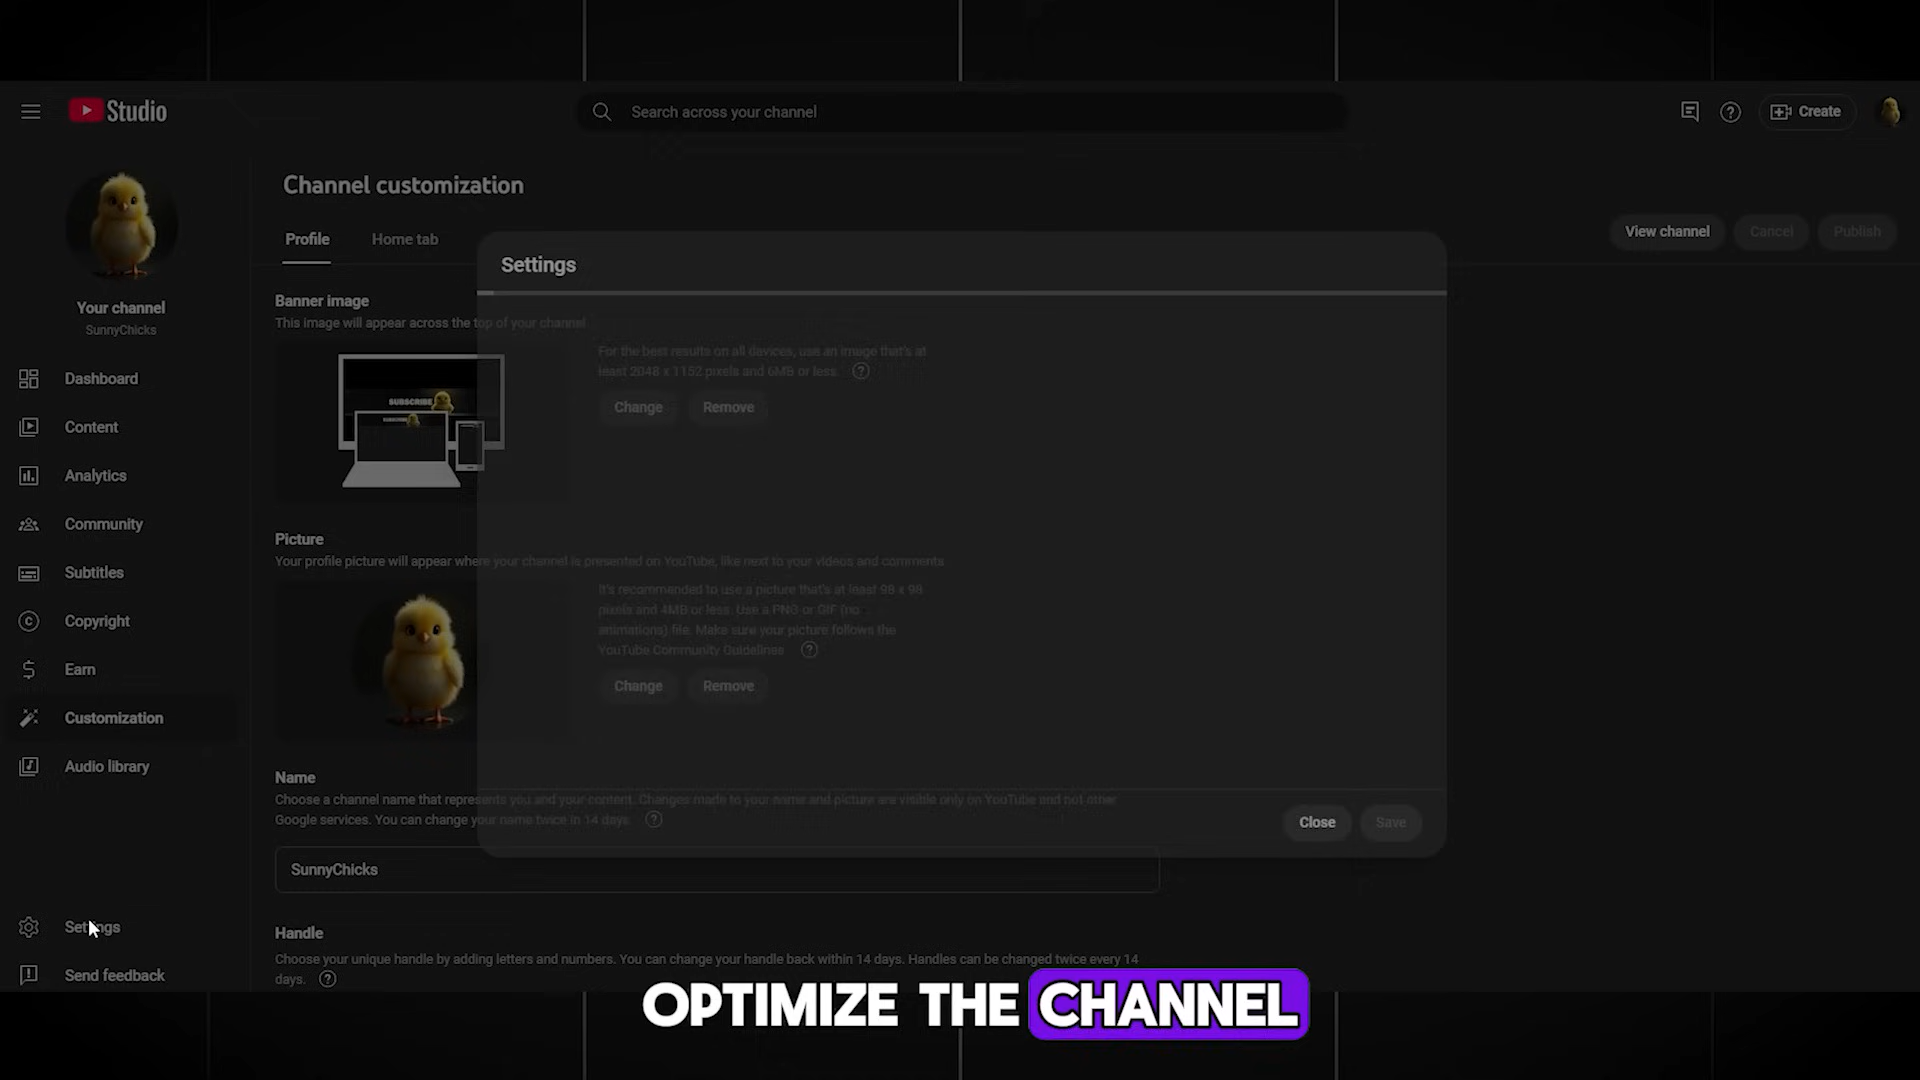 Studio
Search across your channel
Create
Channel customization
Profile
Home tab
View channel
Cancel
Publish
Settings
Your channel
SunnyChicks
Dashboard
Content
Analytics
Community
Subtitles
Copyright
Earn
Customization
Audio library
Settings
Send feedback
Banner image
This image will appear across the top of your channel
SUBSCRIBE
SUBSCRIBE
For the best results on all devices, use an image that's at
least 2048 x 1152 pixels and 6MB or less.
Change
Remove
Picture
Your profile picture will appear where your channel is presented on YouTube, like next to your videos and comments
It's recommended to use a picture that's at least 98 x 98
pixels and 4MB or less. Use a PNG or GIF (no
animations) file. Make sure your picture follows the
YouTube Community Guidelines
Change
Remove
Name
Choose a channel name that represents you and your content. Changes made to your name and picture are visible only on YouTube and not other
Google services. You can change your name twice in 14 days.
Close
Save
SunnyChicks
Handle
Choose your unique handle by adding letters and numbers. You can change your handle back within 14 days. Handles can be changed twice every 14
days.
OPTIMIZE THE CHANNEL